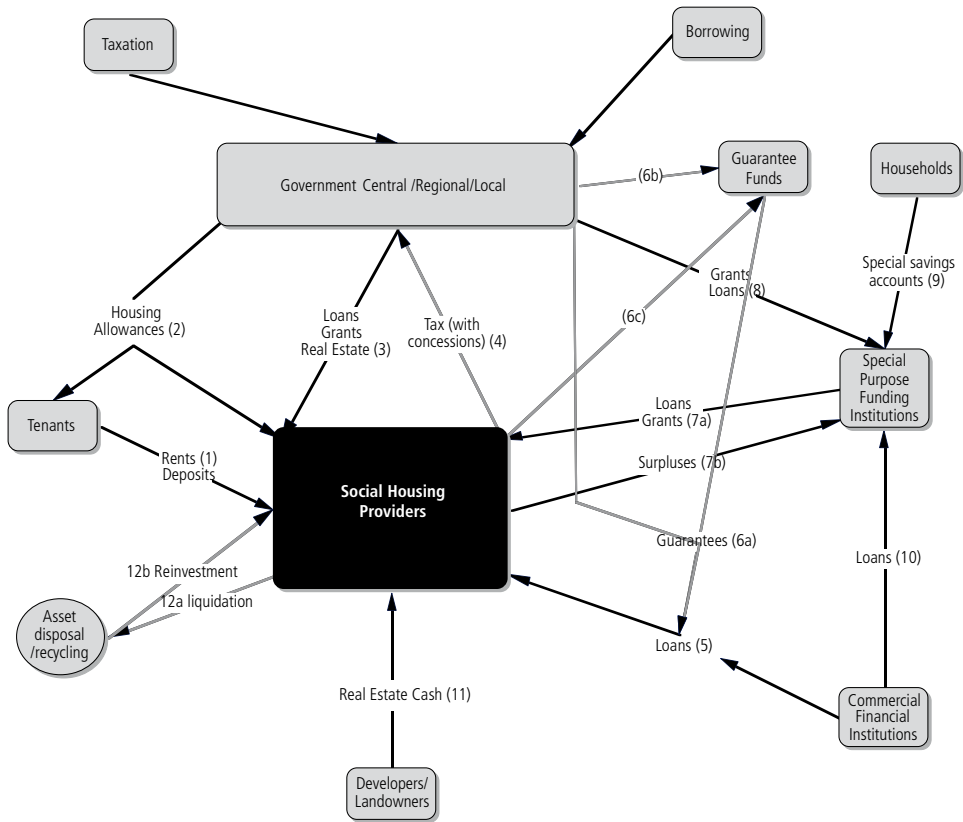 Taxation
Borrowing
Government Central /Regional/Local
(6b)
Guarantee
Funds
Households
Special savings
accounts (9)
Grants
Loans (8)
Housing
Allowances (2)
Loans
Grants
Real Estate (3)
Tax (with
concessions) (4)
(6c)
Special
Purpose
Funding
Institutions
Tenants
Loans
Grants (7a)
Rents (1)
Deposits
Surpluses (7b)
Social Housing
Providers
Guarantees (6a)
Loans (10)
12b Reinvestment
12a liquidation
Asset
disposal
/recycling
Loans (5)
Real Estate Cash (11)
Commercial
Financial
Institutions
Developers/
Landowners